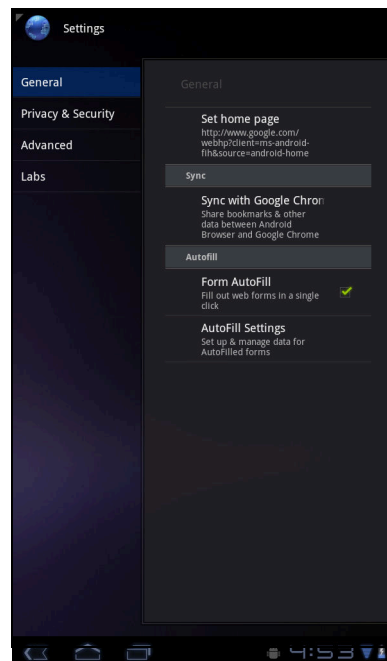 Settings
General
Privacy & Security
Advanced
Labs
General
Set home page
http://www.google.com/
webhp?client=ms-android-
fih&source=android-home
Sync
Sync with Google Chron
Share bookmarks & other
data between Android
Browser and Google Chrome
Autofill
Form AutoFill
Fill out web forms in a single
click
AutoFill Settings
Set up & manage data for
AutoFilled forms
4:53